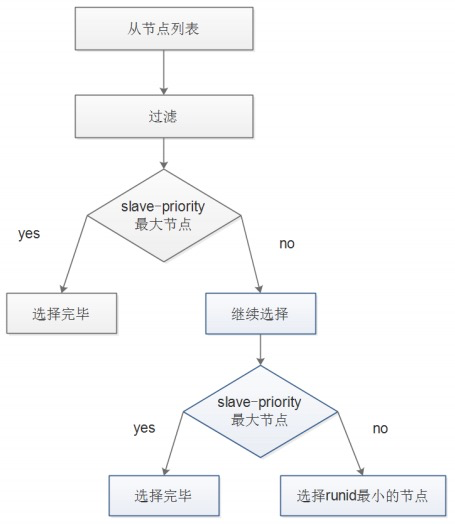 从节点列表
过滤
slave-priority
最大节点
yes
no
选择完毕
继续选择
slave-priority
最大节点
yes
no
选择完毕
选择runid最小的节点